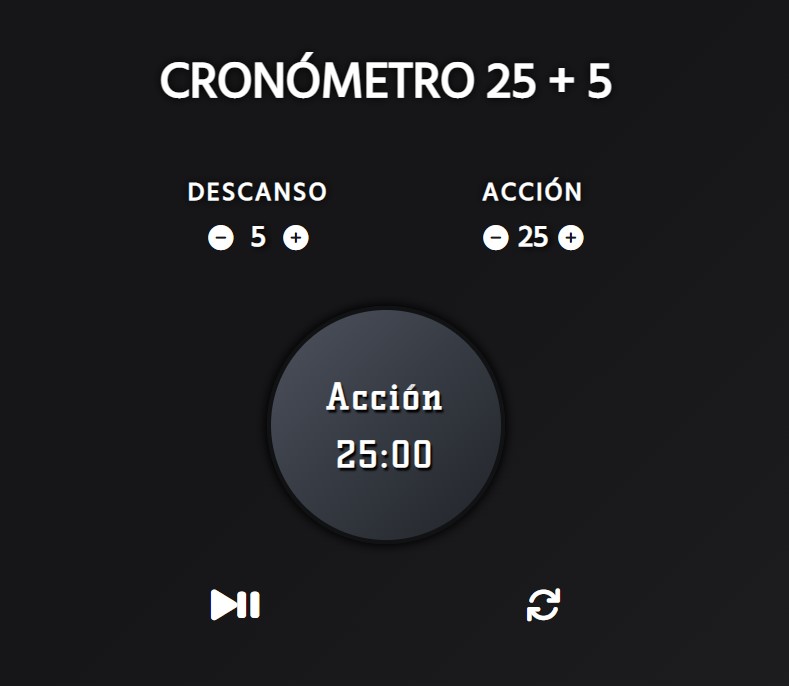 CRONÓMETRO 25 + 5
DESCANSO
5
ACCIÓN
25
Acción
25:00